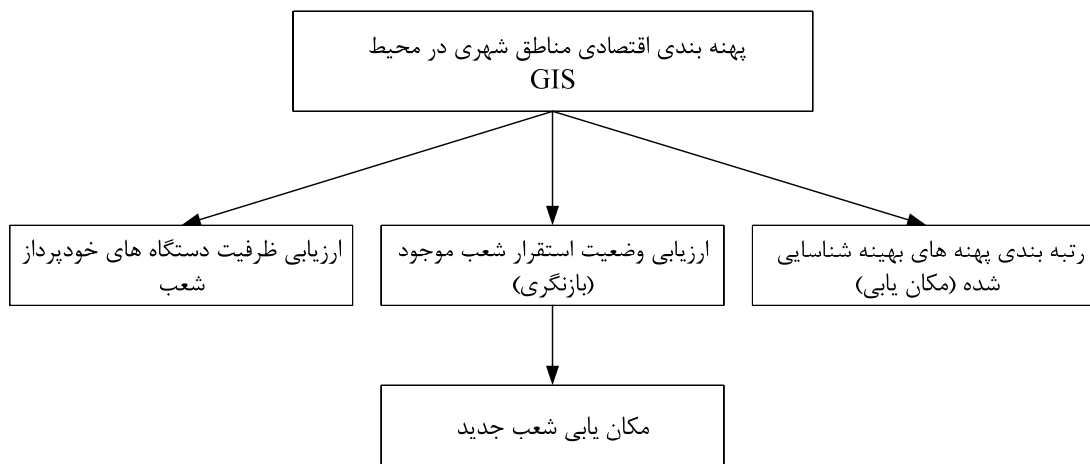 پهنه بندی اقتصادی مناطق شهری در محیط
GIS
رتبه بندی پهنه های بهینه شناسایی
شده (مکان یابی)
ارزیابی وضعیت استقرار شعب موجود
(بازنگری)
ارزیابی ظرفیت دستگاه های خودپرداز
شعب
مکان یابی شعب جدید